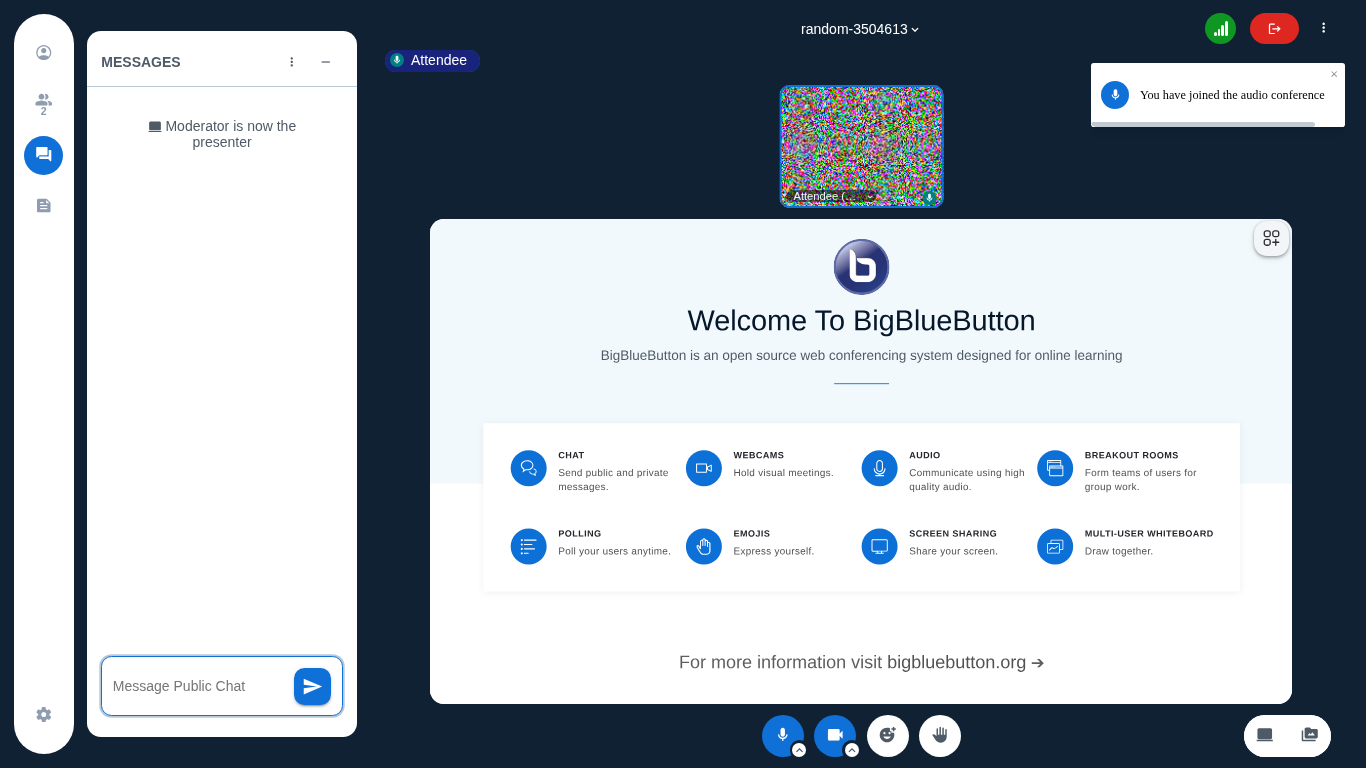 random-3504613
MESSAGES
Attendee
You have joined the audio conference
2
Moderator is now the
presenter
Attendee (...
Welcome To BigBlueButton
BigBlueButton is an open source web conferencing system designed for online learning
CHAT
Send public and private
messages.
WEBCAMS
Hold visual meetings.
AUDIO
Communicate using high
quality audio.
BREAKOUT ROOMS
Form teams of users for
group work.
POLLING
Poll your users anytime.
EMOJIS
Express yourself.
SCREEN SHARING
Share your screen.
MULTI-USER WHITEBOARD
Draw together.
For more information visit bigbluebutton.org ➔
Message Public Chat